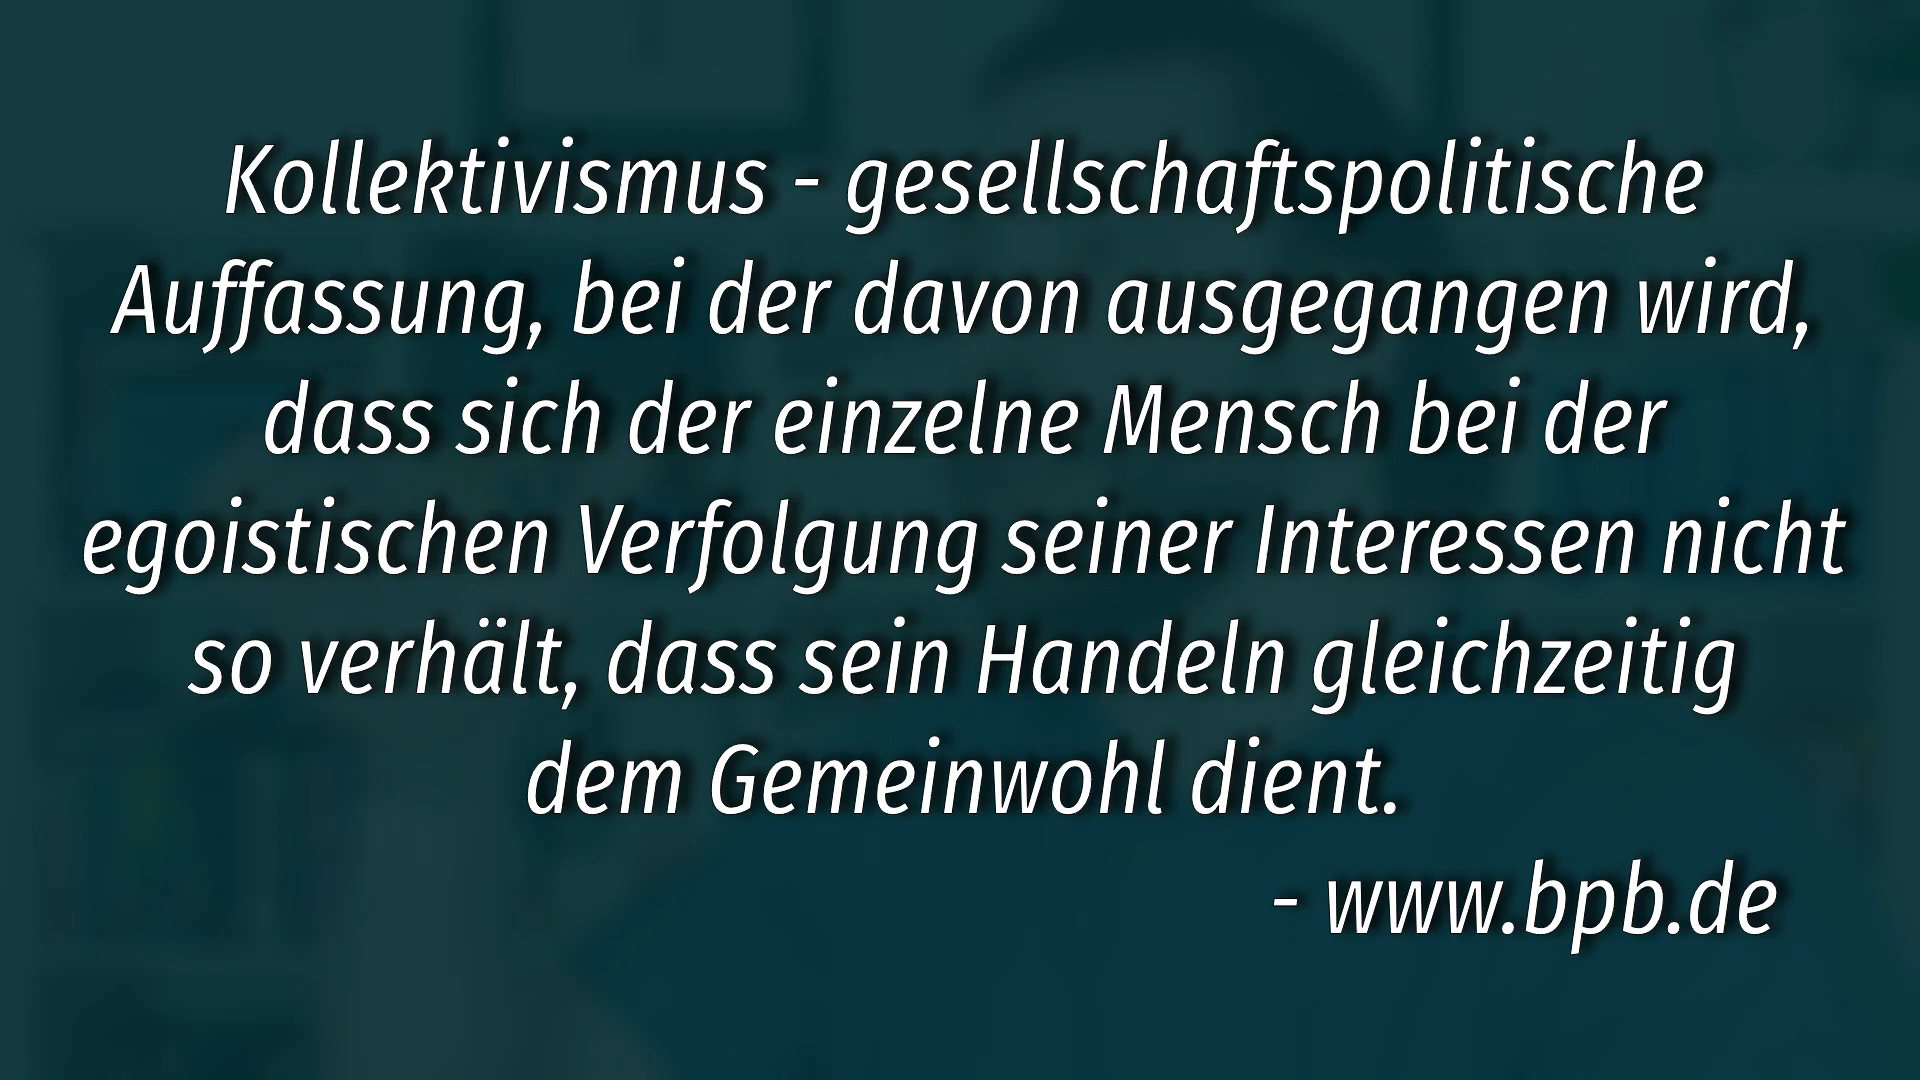 Kollektivismus - gesellschaftspolitische
Auffassung, bei der davon ausgegangen wird,
dass sich der einzelne Mensch bei der
egoistischen Verfolgung seiner Interessen nicht
so verhält, dass sein Handeln gleichzeitig
dem Gemeinwohl dient.
- www.bpb.de